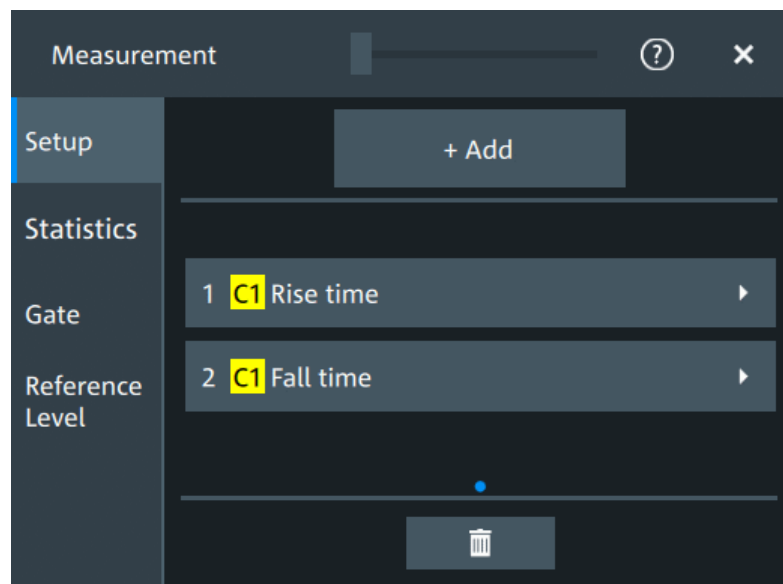 Measurement
?
Setup
+ Add
Statistics
1 C1 Rise time
Gate
2 C1 Fall time
Reference
Level